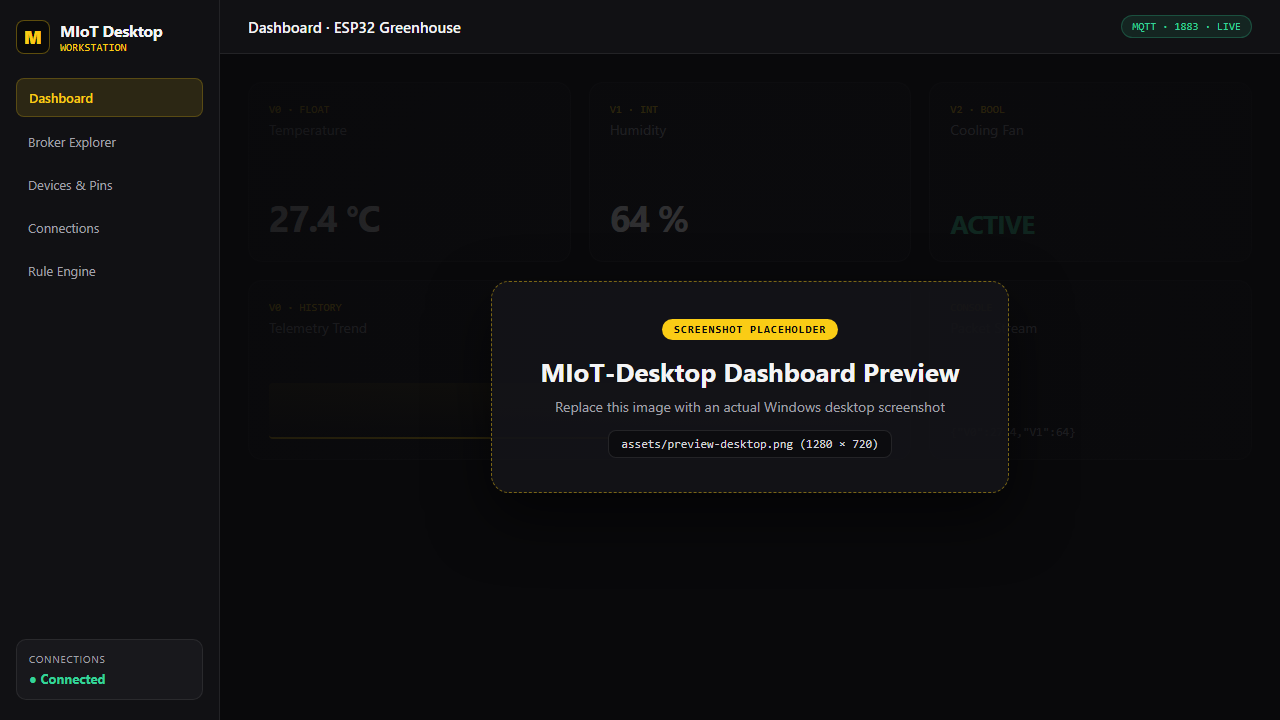 M
MIoT Desktop
WORKSTATION
Dashboard
Broker Explorer
Devices & Pins
Connections
Rule Engine
CONNECTIONS
● Connected
Dashboard · ESP32 Greenhouse
MQTT · 1883 · LIVE
V0 · FLOAT
Temperature
27.4 °C
V1 · INT
Humidity
64 %
V2 · BOOL
Cooling Fan
ACTIVE
V0 · HISTORY
Telemetry Trend
SCREENSHOT PLACEHOLDER
MIoT-Desktop Dashboard Preview
Replace this image with an actual Windows desktop screenshot
assets/preview-desktop.png (1280 × 720)
,"V1":64}